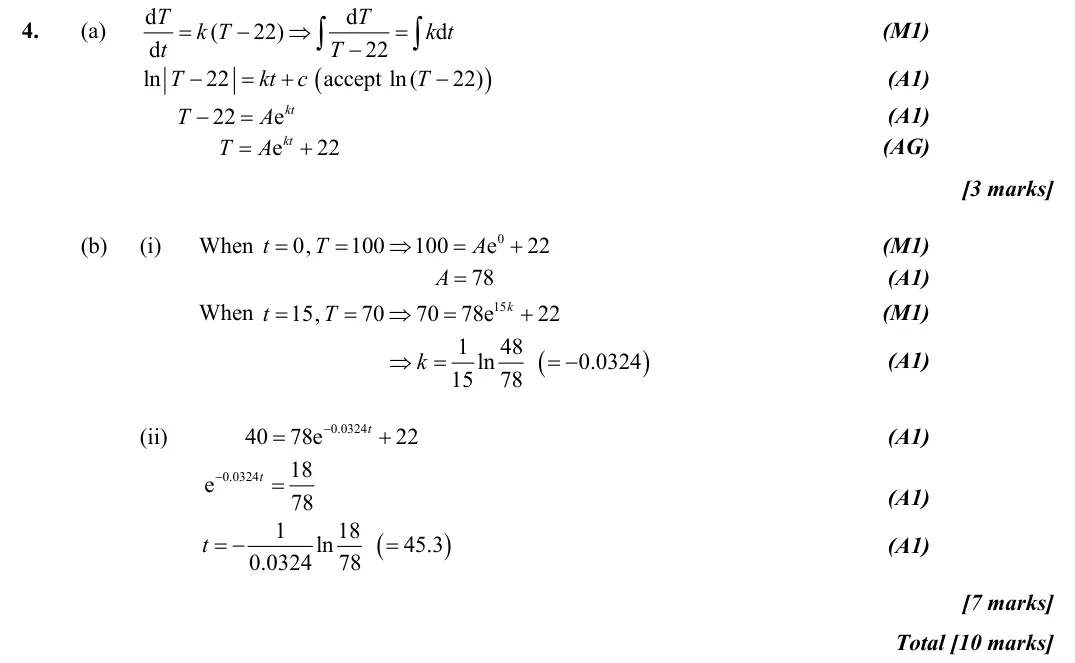 4. (a) dT/dt = k(T − 22) ⇒ ∫ dT/(T − 22) = ∫ kdt (M1)
ln|T − 22| = kt + c (accept ln(T − 22)) (A1)
T − 22 = Ae^{kt} (A1)
T = Ae^{kt} + 22 (AG)
[3 marks]
(b) (i) When t = 0, T = 100 ⇒ 100 = Ae^0 + 22 (M1)
A = 78 (A1)
When t = 15, T = 70 ⇒ 70 = 78e^{15k} + 22 (M1)
⇒ k = 1/15 ln 48/78 (= −0.0324) (A1)
(ii) 40 = 78e^{−0.0324t} + 22 (A1)
e^{−0.0324t} = 18/78 (A1)
t = − 1/0.0324 ln 18/78 (= 45.3) (A1)
[7 marks]
Total [10 marks]